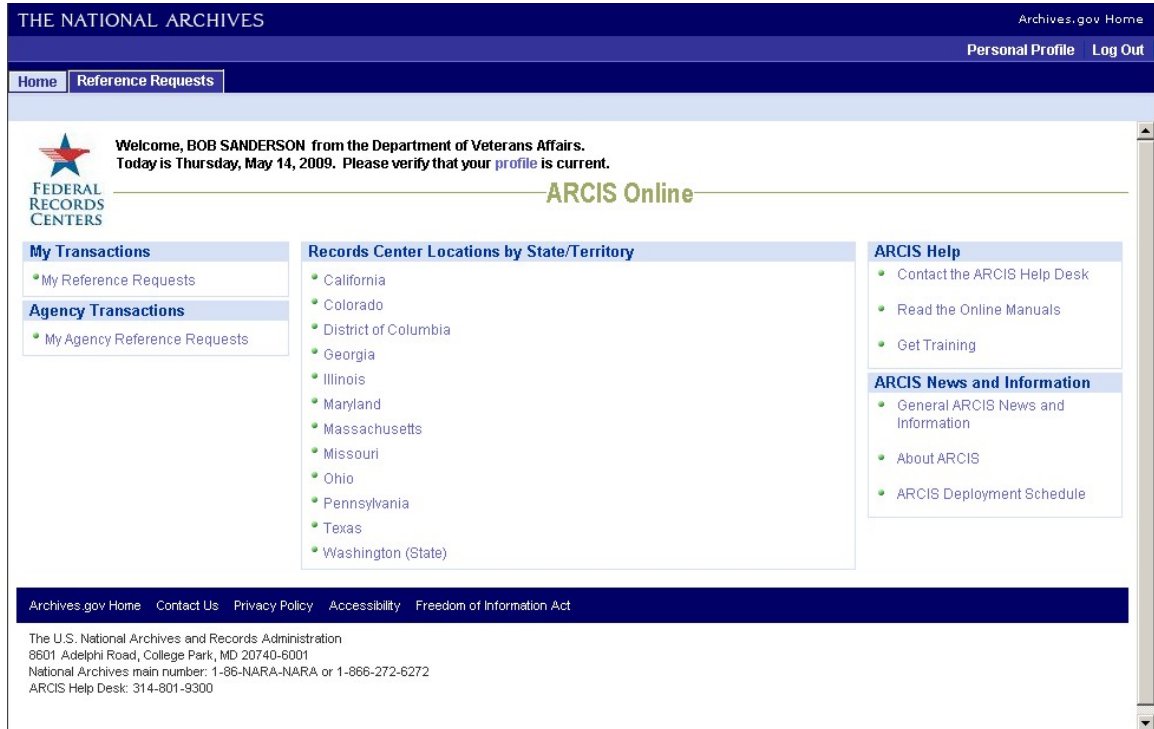 THE NATIONAL ARCHIVES
Archives.gov Home
Personal Profile Log Out
Home Reference Requests
Welcome, BOB SANDERSON from the Department of Veterans Affairs.
Today is Thursday, May 14, 2009. Please verify that your profile is current.
FEDERAL
RECORDS
CENTERS
ARCIS Online
My Transactions
My Reference Requests
Agency Transactions
My Agency Reference Requests
Records Center Locations by State/Territory
California
Colorado
District of Columbia
Georgia
Illinois
Maryland
Massachusetts
Missouri
Ohio
Pennsylvania
Texas
Washington (State)
ARCIS Help
Contact the ARCIS Help Desk
Read the Online Manuals
Get Training
ARCIS News and Information
General ARCIS News and
Information
About ARCIS
ARCIS Deployment Schedule
Archives.gov Home Contact Us Privacy Policy Accessibility Freedom of Information Act
The U.S. National Archives and Records Administration
8601 Adelphi Road, College Park, MD 20740-6001
National Archives main number: 1-86-NARA-NARA or 1-866-272-6272
ARCIS Help Desk: 314-801-9300